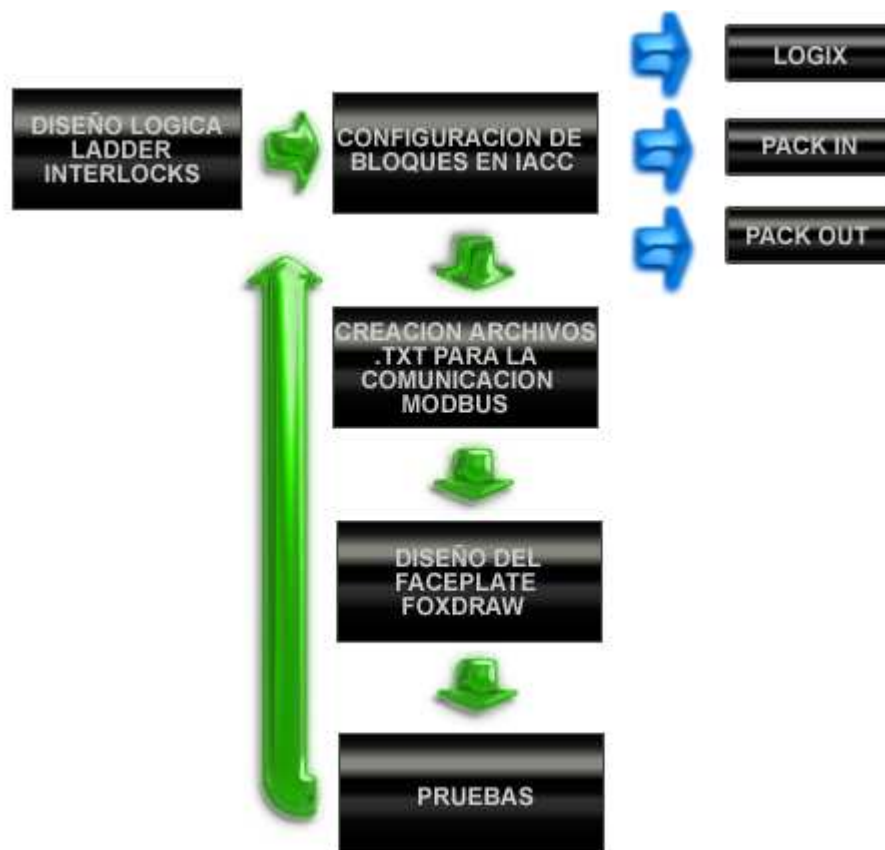 DISEÑO LOGICA
LADDER
INTERLOCKS
CONFIGURACION DE
BLOQUES EN IACC
LOGIX
PACK IN
PACK OUT
CREACION ARCHIVOS
.TXT PARA LA
COMUNICACION
MODBUS
DISEÑO DEL
FACEPLATE
FOXDRAW
PRUEBAS